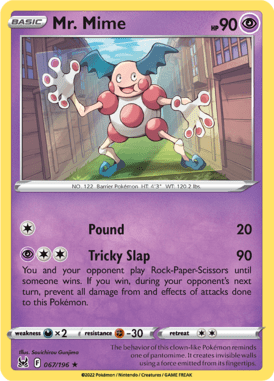 BASIC Mr. Mime HP 90
NO. 122 Barrier Pokémon HT: 4'3" WT: 120.2 lbs.
Pound 20
Tricky Slap 90
You and your opponent play Rock-Paper-Scissors until
someone wins. If you win, during your opponent's next
turn, prevent all damage from and effects of attacks done
to this Pokémon.
weakness ×2 resistance -30 retreat
Illus. Souichirou Gunjima
The behavior of this clown-like Pokémon reminds
one of pantomime. It creates invisible walls
using a force emitted from its fingertips.
F 067/196 ★
©2022 Pokémon / Nintendo / Creatures / GAME FREAK